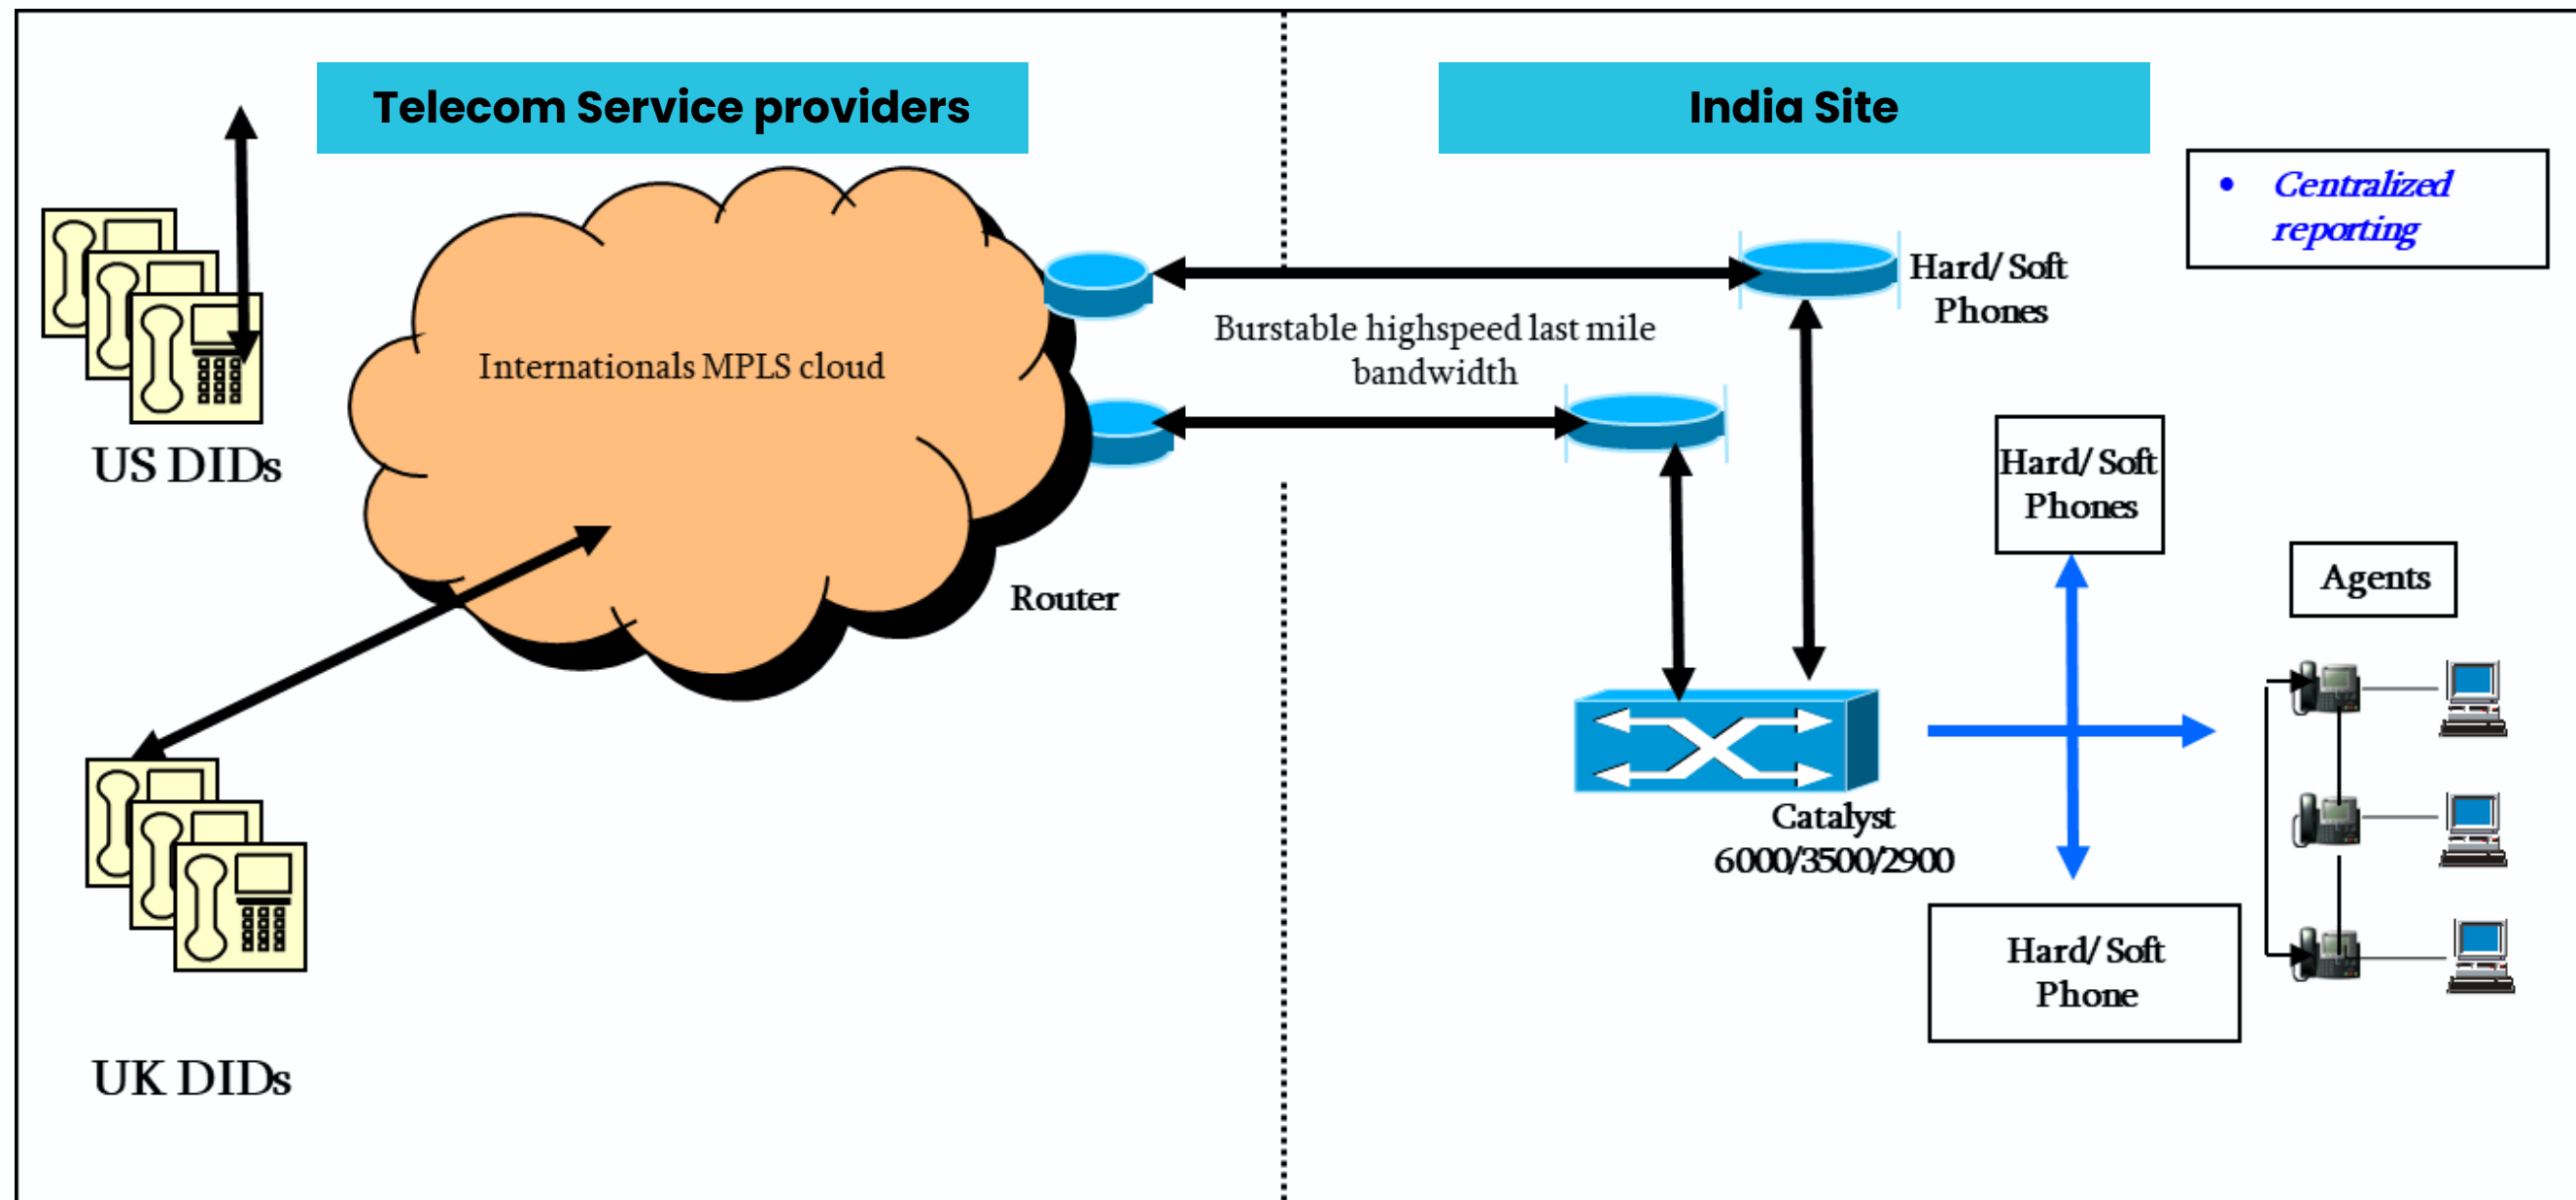 Telecom Service providers
India Site
• Centralized
reporting
Hard/ Soft
Phones
Burstable highspeed last mile
bandwidth
Internationals MPLS cloud
US DIDs
Hard/ Soft
Phones
Agents
Router
Catalyst
6000/3500/2900
Hard/ Soft
Phone
UK DIDs